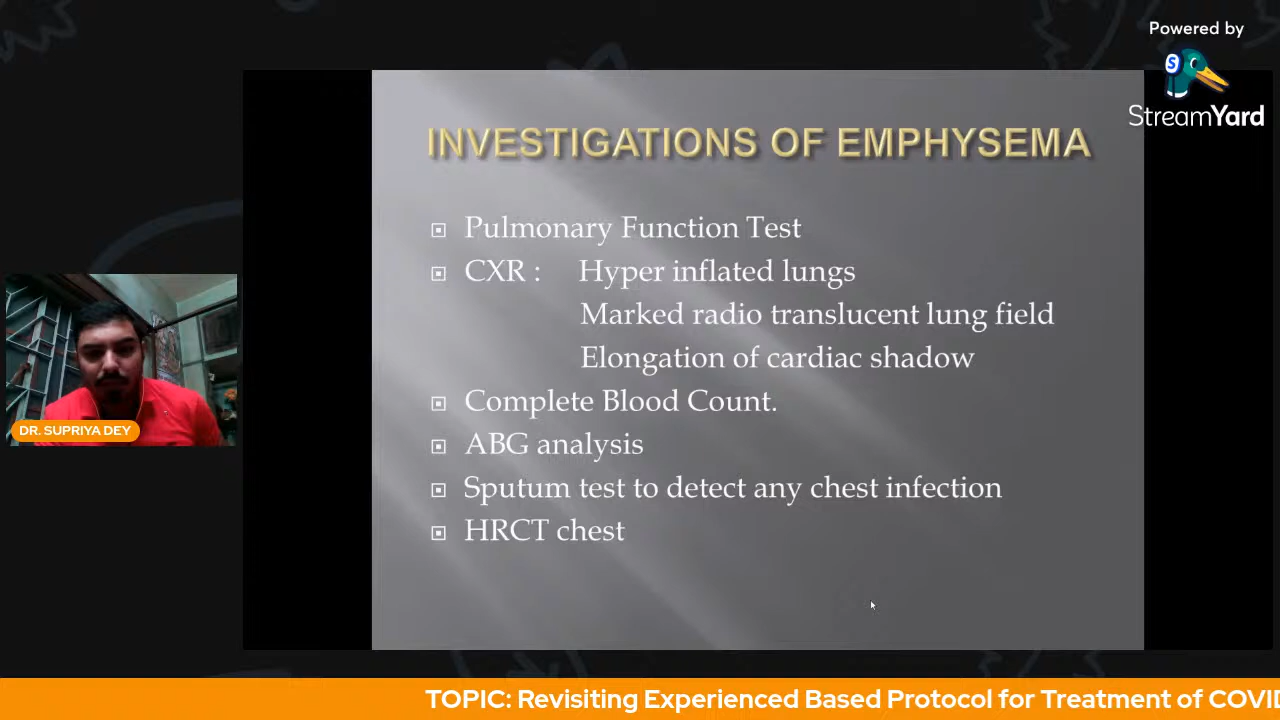 Powered by
StreamYard
INVESTIGATIONS OF EMPHYSEMA
Pulmonary Function Test
CXR : Hyper inflated lungs
Marked radio translucent lung field
Elongation of cardiac shadow
Complete Blood Count.
ABG analysis
Sputum test to detect any chest infection
HRCT chest
DR. SUPRIYA DEY
TOPIC: Revisiting Experienced Based Protocol for Treatment of